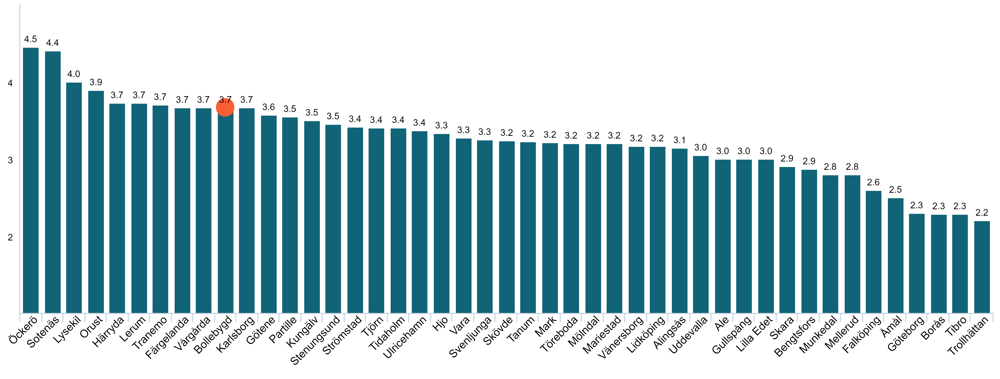 4.5 4.4 4.0 3.9 3.7 3.7 3.7 3.7 3.7 3.7 3.7 3.6 3.5 3.5 3.5 3.4 3.4 3.4 3.4 3.3 3.3 3.3 3.2 3.2 3.2 3.2 3.2 3.2 3.2 3.2 3.1 3.0 3.0 3.0 3.0 2.9 2.9 2.8 2.8 2.6 2.5 2.3 2.3 2.3 2.2
4
3
2
Öckerö
Sotenäs
Lysekil
Orust
Härryda
Lerum
Tranemo
Färgelanda
Vårgårda
Bollebygd
Karlsborg
Götene
Partille
Kungälv
Stenungsund
Strömstad
Tjörn
Tidaholm
Ulricehamn
Hjo
Vara
Svenljunga
Skövde
Tanum
Mark
Töreboda
Mölndal
Mariestad
Vänersborg
Lidköping
Alingsås
Uddevalla
Ale
Gullspång
Lilla Edet
Skara
Bengtsfors
Munkedal
Mellerud
Falköping
Åmål
Göteborg
Borås
Tibro
Trollhättan